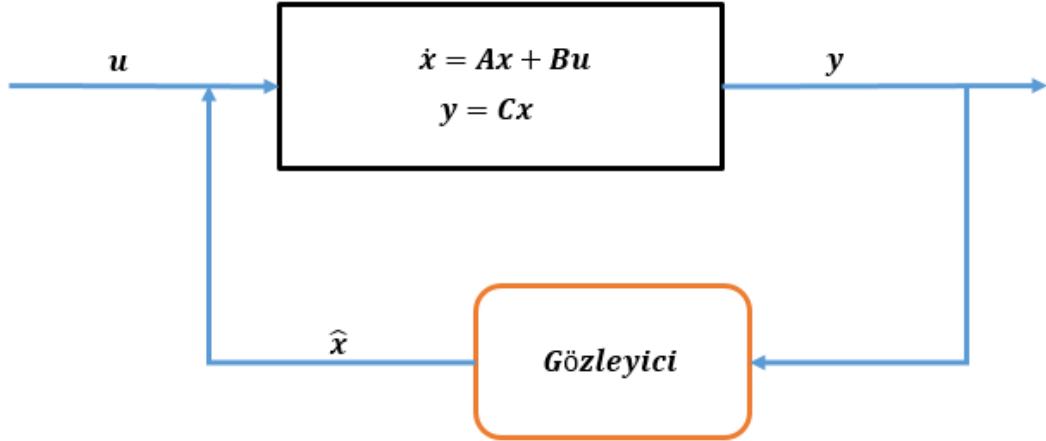 u
ẋ = Ax + Bu
y
y = Cx
x̂
Gözleyici